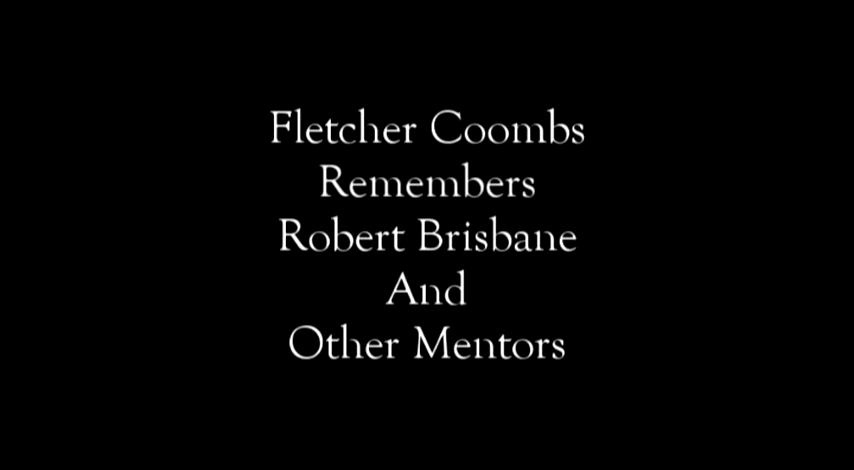 Fletcher Coombs
Remembers
Robert Brisbane
And
Other Mentors